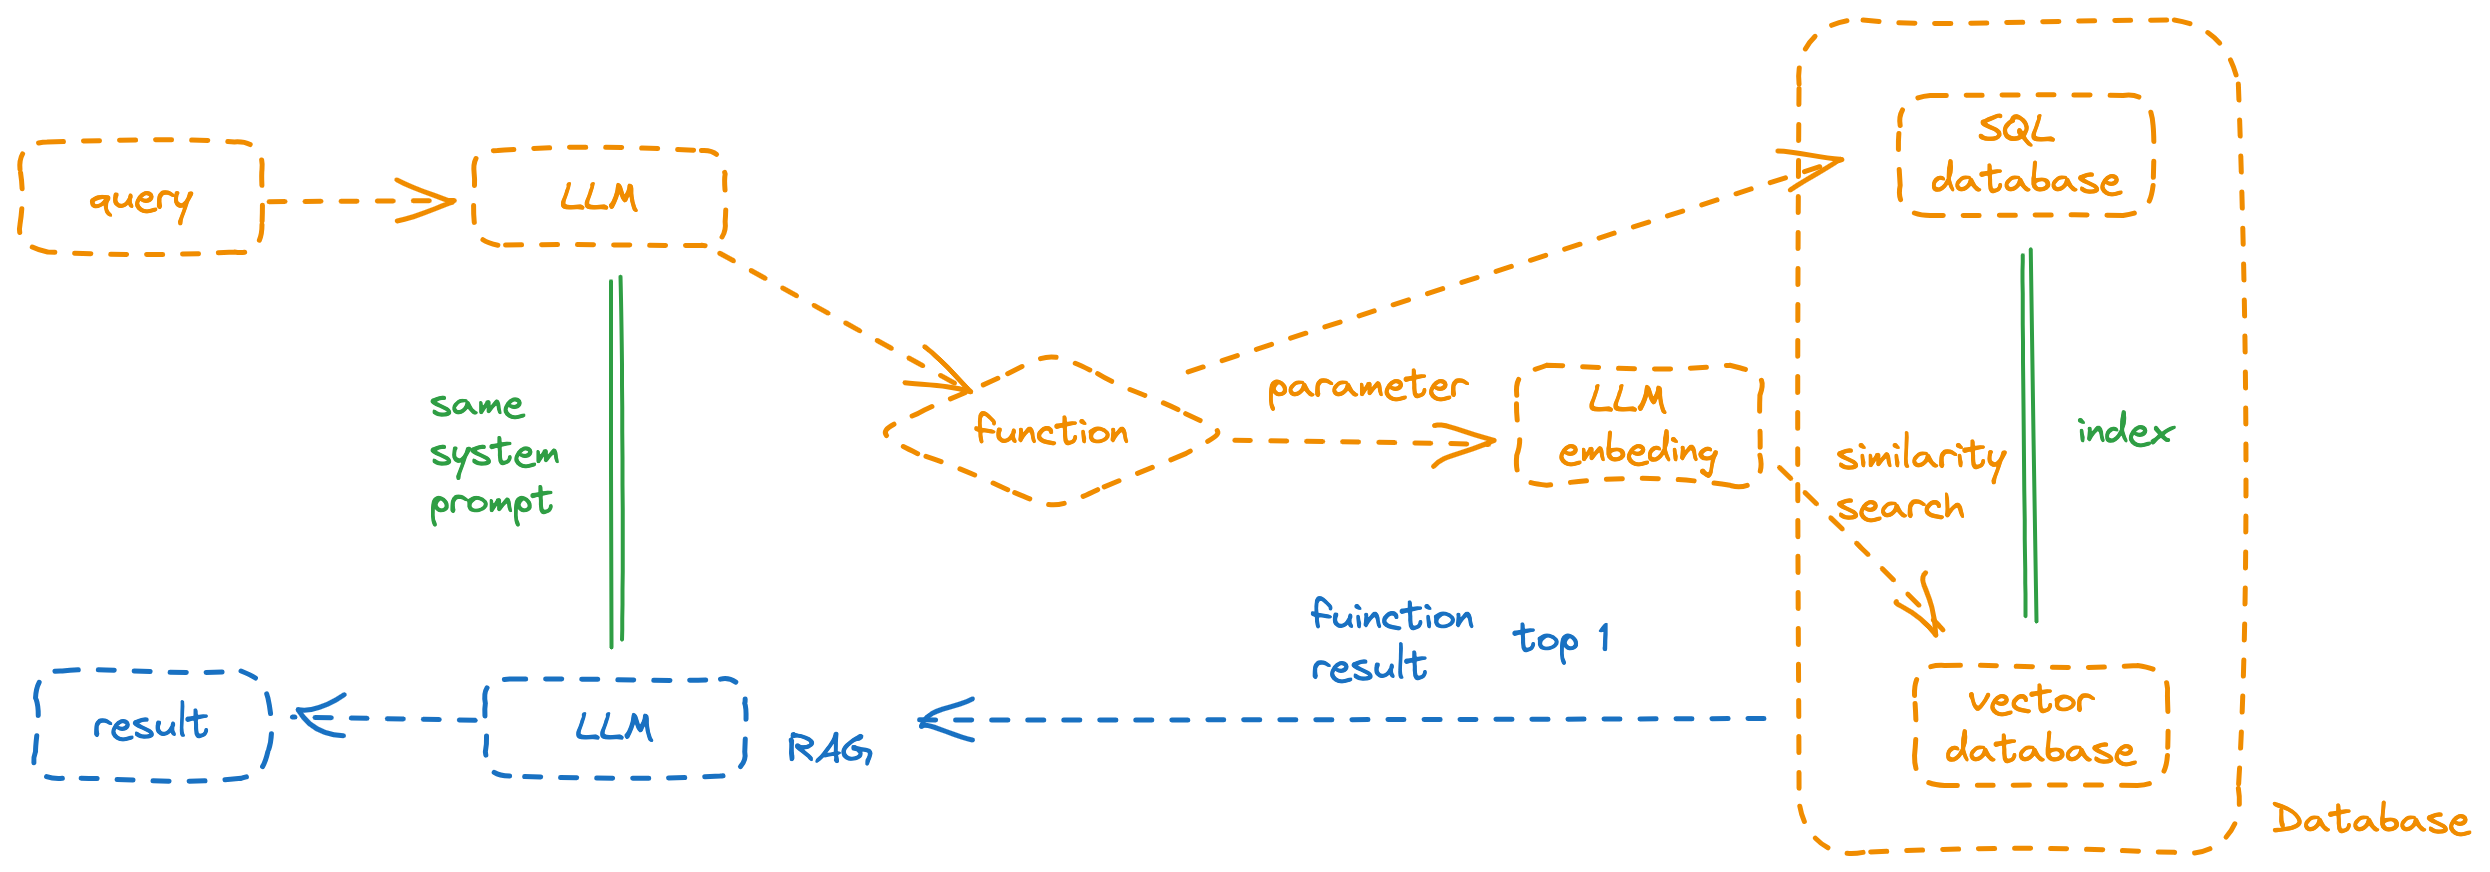 query
LLM
SQL
database
function
parameter
LLM
embeding
similarity
search
index
same
system
prompt
fuinction
result
top 1
result
LLM
RAG
vector
database
Database